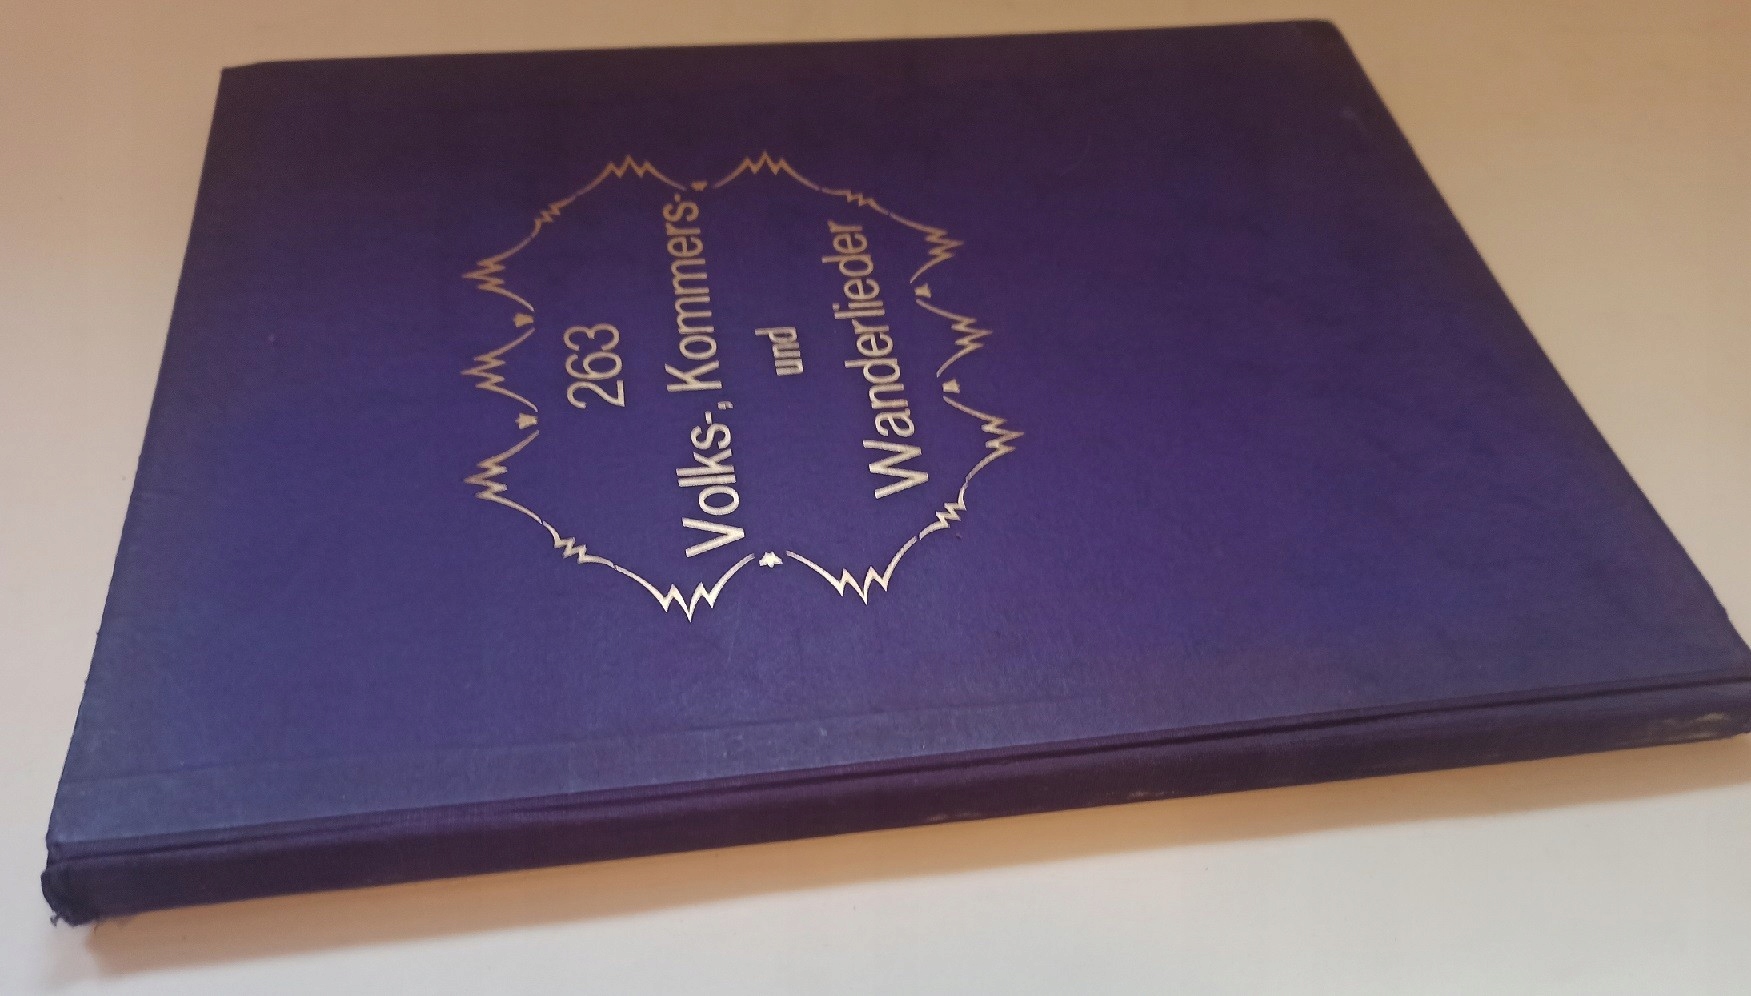 263
Volks-, Kommers-
und
Wanderlieder